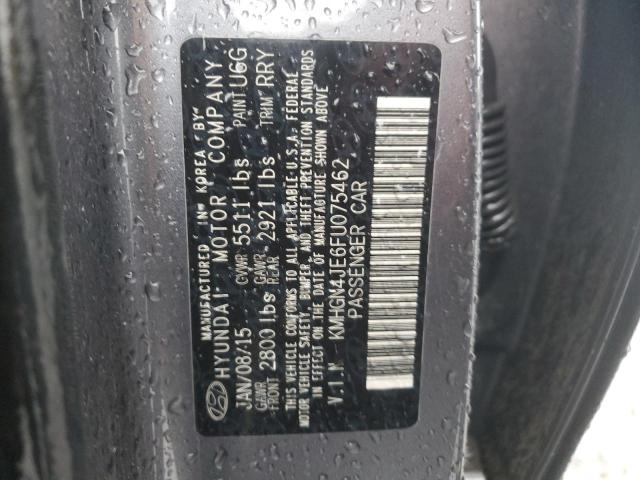 MANUFACTURED IN KOREA BY
HYUNDAI MOTOR COMPANY
JAN/08/15 GVWR 5511 lbs PAINT U6G
GAWR FRONT 2800 lbs GAWR REAR 2921 lbs TRIM RRY
THIS VEHICLE CONFORMS TO ALL APPLICABLE U.S.A. FEDERAL
MOTOR VEHICLE SAFETY, BUMPER, AND THEFT PREVENTION STANDARDS
IN EFFECT ON THE DATE OF MANUFACTURE SHOWN ABOVE
V.I.N KMHGN4JE6FU075462
PASSENGER CAR